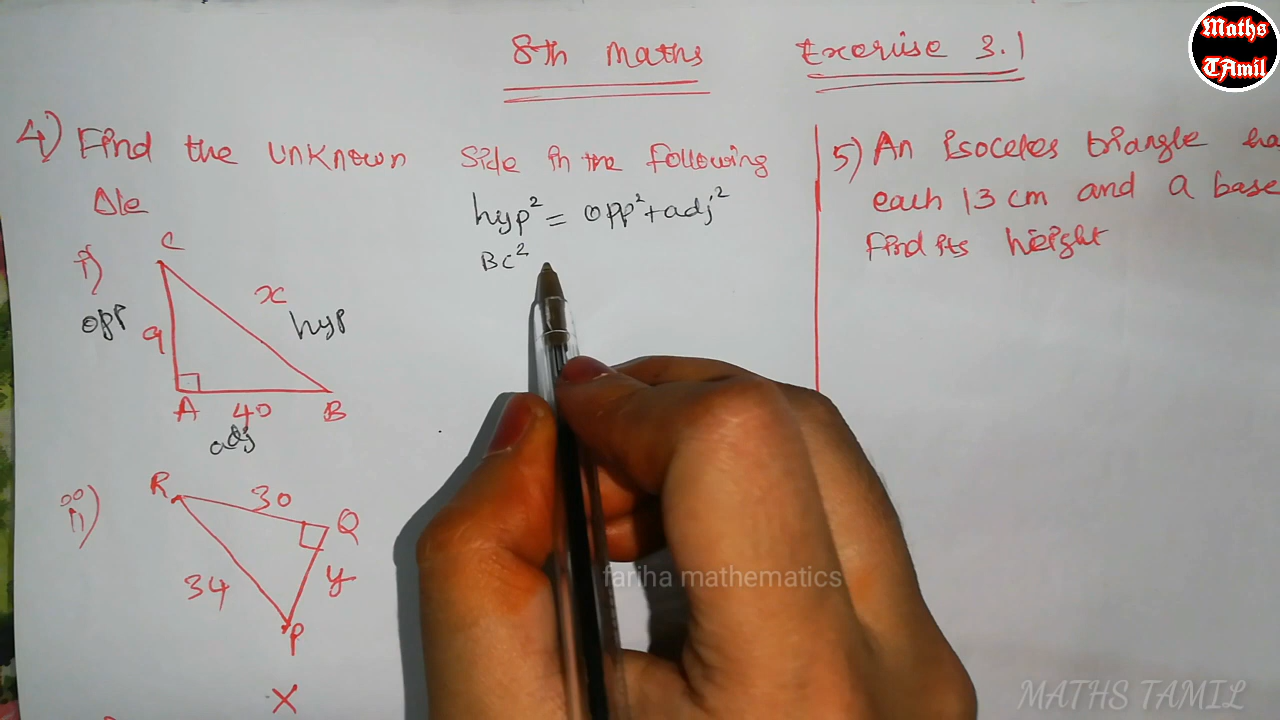 8th maths Exercise 3.1
Maths
TAmil
4) Find the unknown side in the following
Δle
hyp² = opp² + adj²
BC²
i)
C
x
opp
9
hyp
A 40 B
adj
ii)
R 30 Q
34 y
P
X
5) An isoceles triangle ha
each 13 cm and a base
Find its height
fariha mathematics
MATHS TAMIL